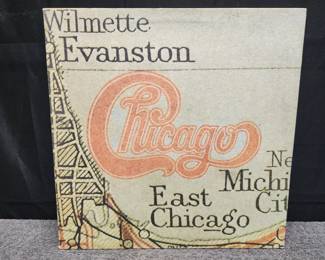 Wilmette
Evanston
Chicago
Ne
Michi
East
Cit
Chicago